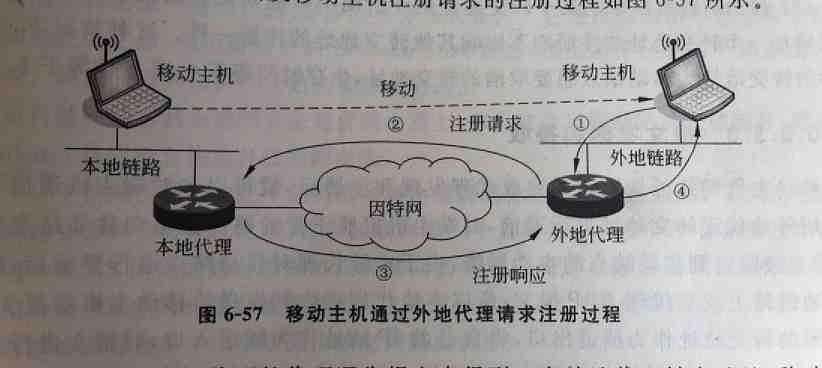 移动主机注册请求的注册过程如图 6-57 所示。
移动主机 移动主机
移动
② 注册请求 ①
本地链路 外地链路
④
因特网
本地代理 外地代理
③ 注册响应
图 6-57 移动主机通过外地代理请求注册过程